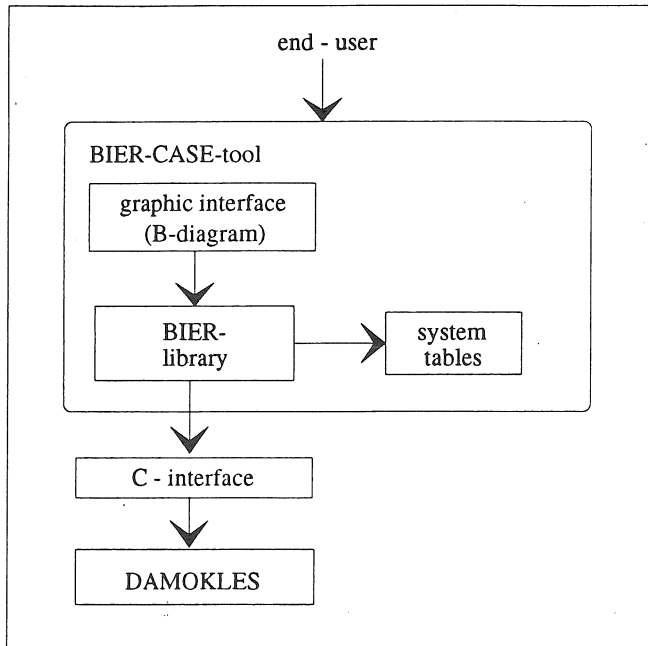 end - user
BIER-CASE-tool
graphic interface
(B-diagram)
BIER-
library
system
tables
C - interface
DAMOKLES